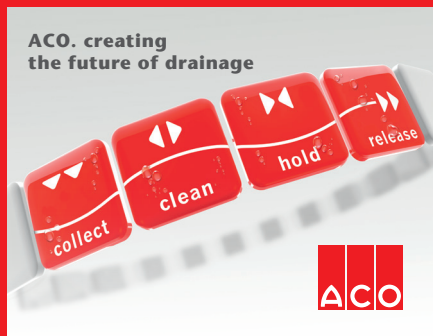 ACO. creating
the future of drainage
collect
clean
hold
release
ACO